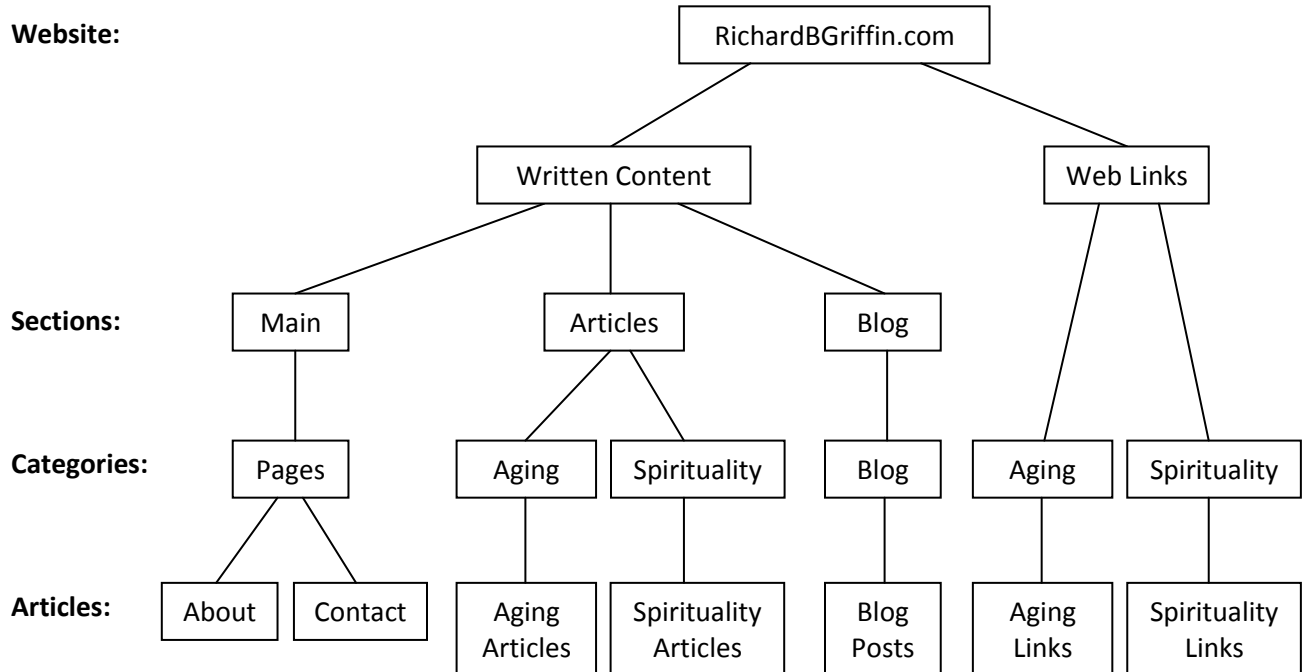 Website:
RichardBGriffin.com
Written Content
Web Links
Sections:
Main
Articles
Blog
Categories:
Pages
Aging
Spirituality
Blog
Aging
Spirituality
Articles:
About
Contact
Aging
Articles
Spirituality
Articles
Blog
Posts
Aging
Links
Spirituality
Links